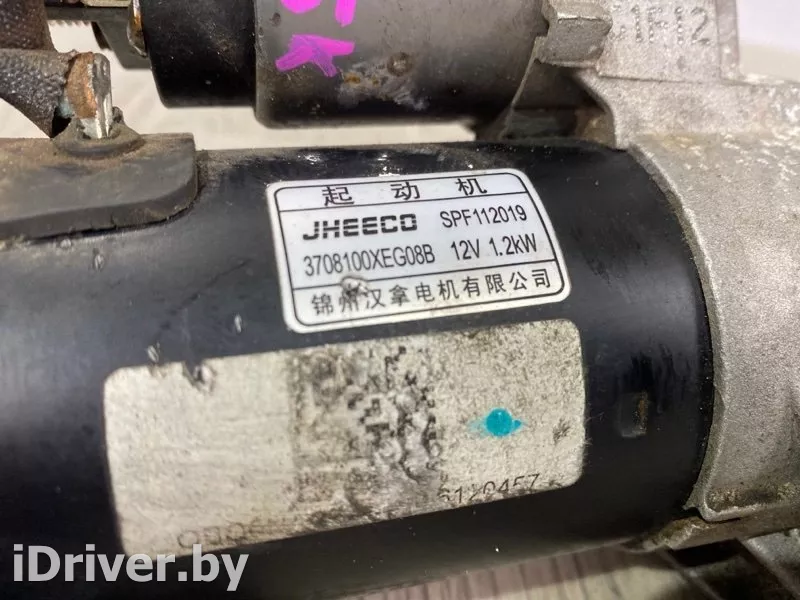 1F12
起动机
JHEECO SPF112019
3708100XEG08B 12V 1.2kW
锦州汉拿电机有限公司
iDriver.by